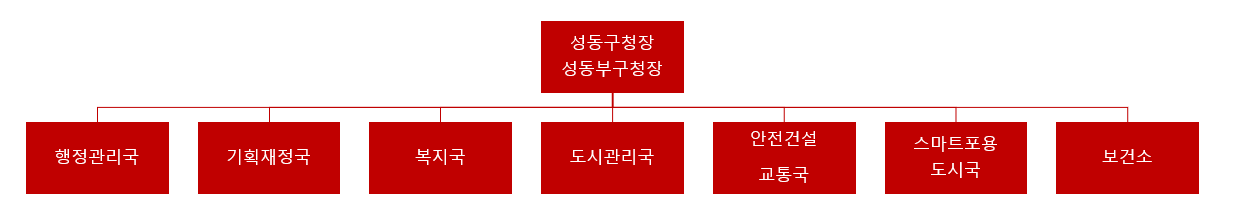 성동구청장
성동부구청장
행정관리국
기획재정국
복지국
도시관리국
안전건설
교통국
스마트포용
도시국
보건소